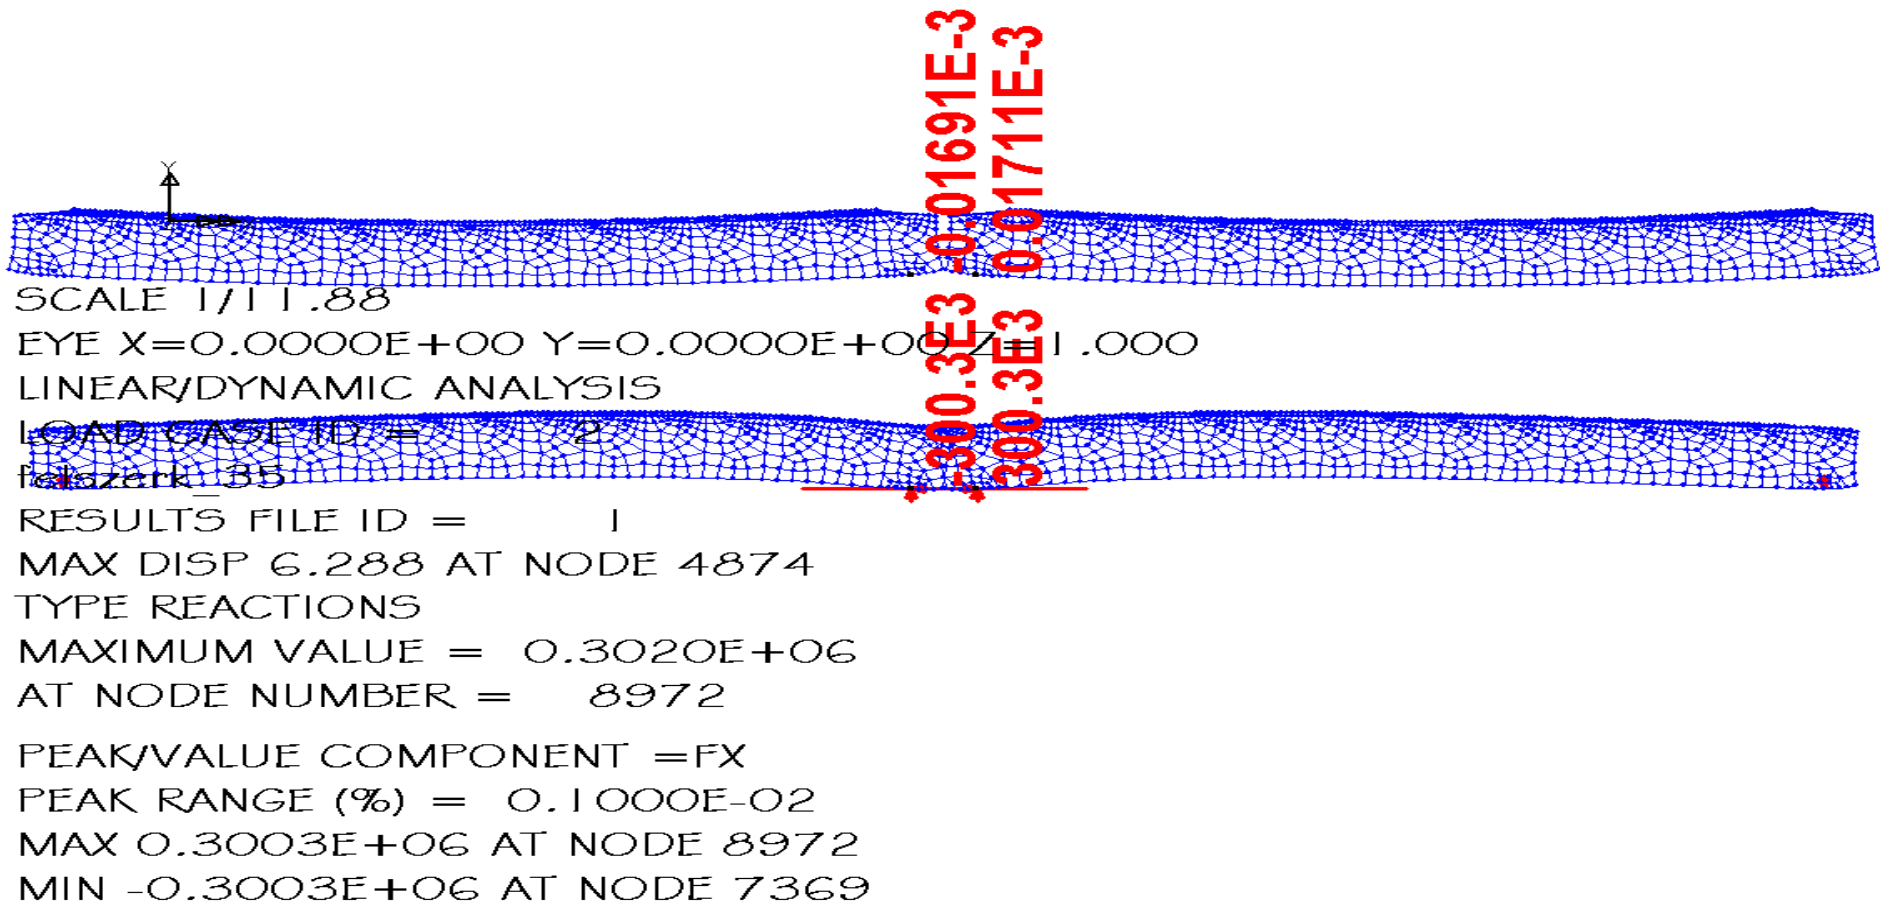 -0.01691E-3
0.01711E-3
Y
SCALE 1/11.88
EYE X=0.0000E+00 Y=0.0000E+00 Z=1.000
LINEAR/DYNAMIC ANALYSIS
-300.3E3
300.3E3
LOAD CASE ID = 2
felszerk_35
RESULTS FILE ID = 1
MAX DISP 6.288 AT NODE 4874
TYPE REACTIONS
MAXIMUM VALUE = 0.3020E+06
AT NODE NUMBER = 8972
PEAK/VALUE COMPONENT =FX
PEAK RANGE (%) = 0.1000E-02
MAX 0.3003E+06 AT NODE 8972
MIN -0.3003E+06 AT NODE 7369